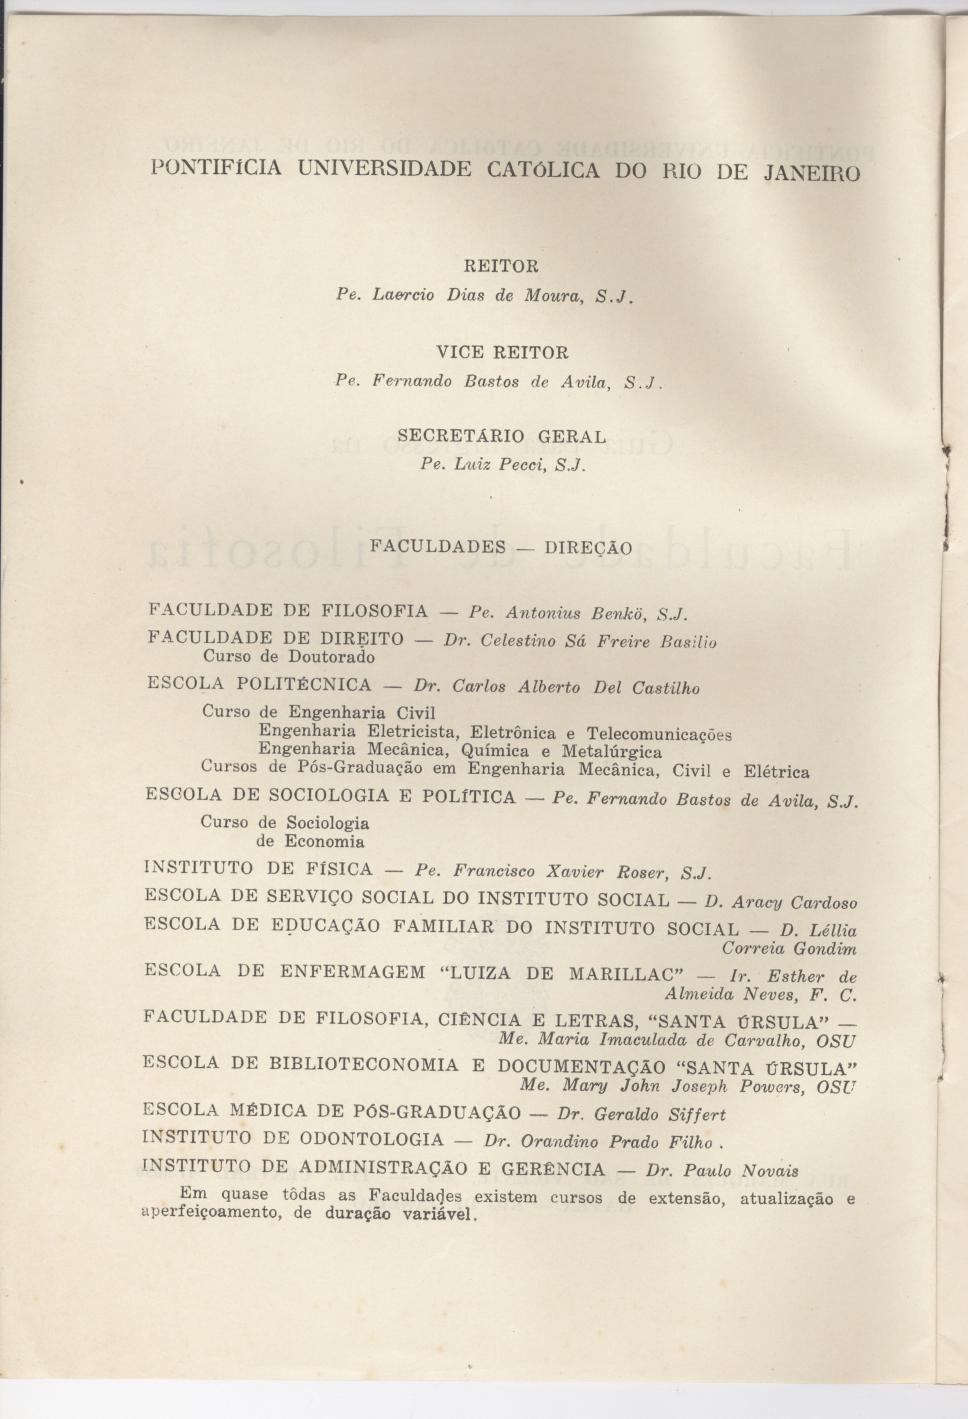 PONTIFÍCIA UNIVERSIDADE CATÓLICA DO RIO DE JANEIRO
REITOR
Pe. Laercio Dias de Moura, S.J.
VICE REITOR
Pe. Fernando Bastos de Avila, S.J.
SECRETÁRIO GERAL
Pe. Luiz Pecci, S.J.
FACULDADES — DIREÇÃO
FACULDADE DE FILOSOFIA — Pe. Antonius Benkö, S.J.
FACULDADE DE DIREITO — Dr. Celestino Sá Freire Basilio
Curso de Doutorado
ESCOLA POLITÉCNICA — Dr. Carlos Alberto Del Castilho
Curso de Engenharia Civil
Engenharia Eletricista, Eletrônica e Telecomunicações
Engenharia Mecânica, Química e Metalúrgica
Cursos de Pós-Graduação em Engenharia Mecânica, Civil e Elétrica
ESCOLA DE SOCIOLOGIA E POLÍTICA — Pe. Fernando Bastos de Avila, S.J.
Curso de Sociologia
de Economia
INSTITUTO DE FÍSICA — Pe. Francisco Xavier Roser, S.J.
ESCOLA DE SERVIÇO SOCIAL DO INSTITUTO SOCIAL — D. Aracy Cardoso
ESCOLA DE EDUCAÇÃO FAMILIAR DO INSTITUTO SOCIAL — D. Léllia
Correia Gondim
ESCOLA DE ENFERMAGEM “LUIZA DE MARILLAC” — Ir. Esther de
Almeida Neves, F. C.
FACULDADE DE FILOSOFIA, CIÊNCIA E LETRAS, “SANTA ÚRSULA” —
Me. Maria Imaculada de Carvalho, OSU
ESCOLA DE BIBLIOTECONOMIA E DOCUMENTAÇÃO “SANTA ÚRSULA”
Me. Mary John Joseph Powers, OSU
ESCOLA MÉDICA DE PÓS-GRADUAÇÃO — Dr. Geraldo Siffert
INSTITUTO DE ODONTOLOGIA — Dr. Orandino Prado Filho .
INSTITUTO DE ADMINISTRAÇÃO E GERÊNCIA — Dr. Paulo Novais
Em quase tôdas as Faculdades existem cursos de extensão, atualização e
aperfeiçoamento, de duração variável.